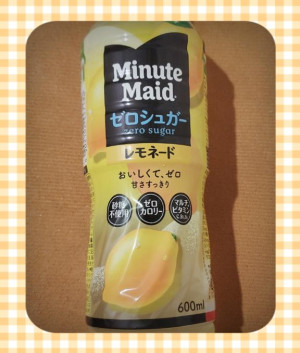 Minute
Maid
ゼロシュガー
zero sugar
レモネード
おいしくて、ゼロ
甘さすっきり
砂糖
不使用
ゼロ
カロリー
マルチ
ビタミン
600ml